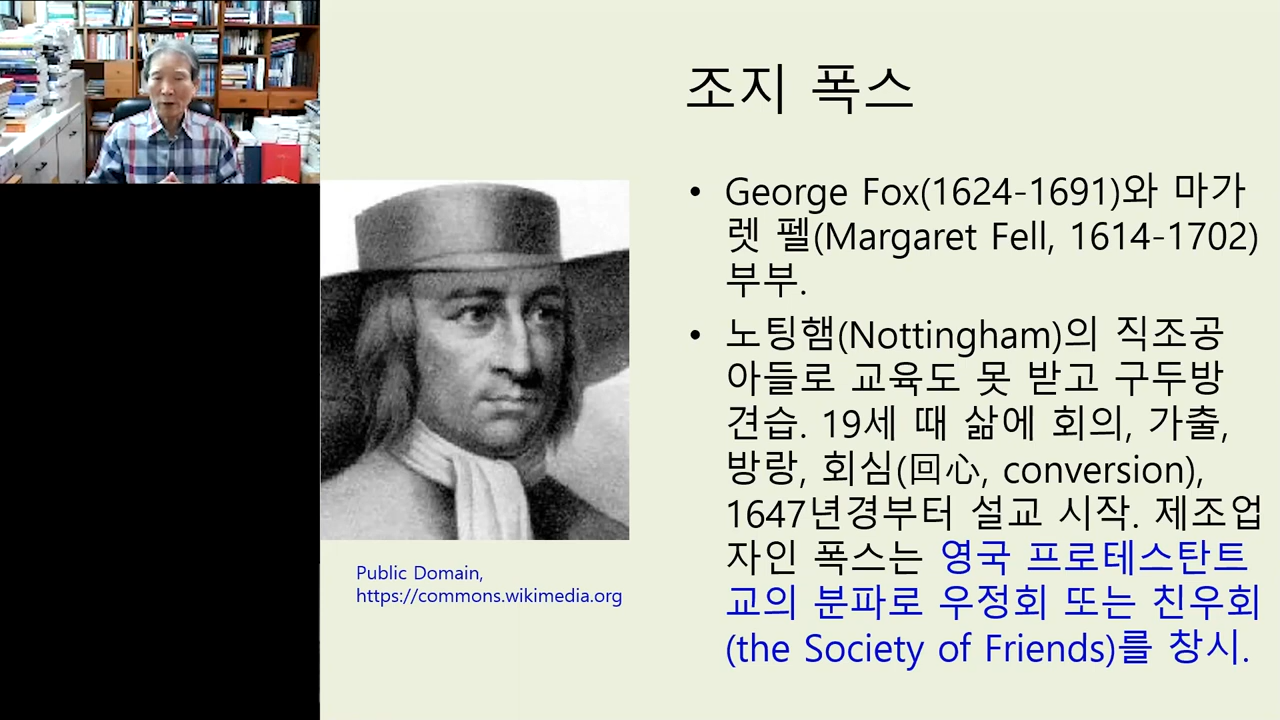 조지 폭스
• George Fox(1624-1691)와 마가
렛 펠(Margaret Fell, 1614-1702)
부부.
• 노팅햄(Nottingham)의 직조공
아들로 교육도 못 받고 구두방
견습. 19세 때 삶에 회의, 가출,
방랑, 회심(回心, conversion),
1647년경부터 설교 시작. 제조업
자인 폭스는 영국 프로테스탄트
교의 분파로 우정회 또는 친우회
(the Society of Friends)를 창시.
Public Domain,
https://commons.wikimedia.org